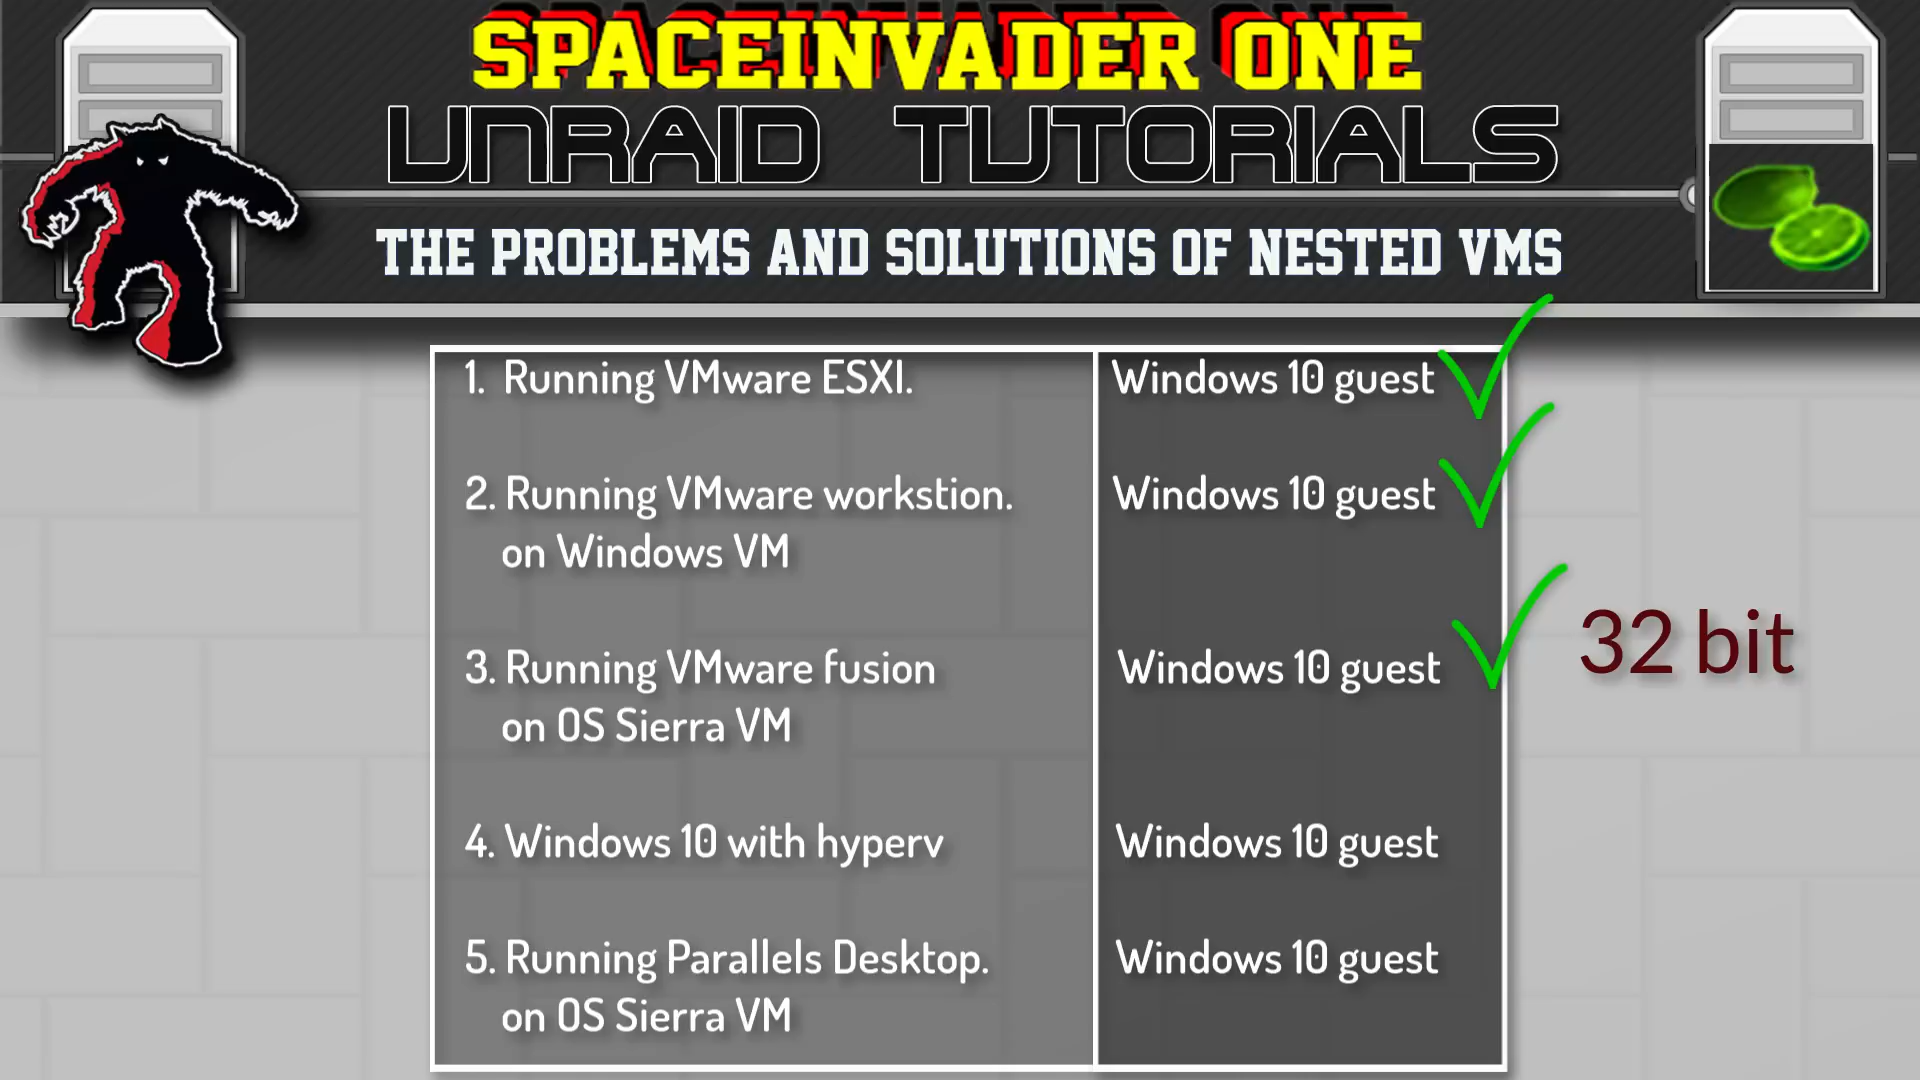 SPACEINVADER ONE
UNRAID TUTORIALS
THE PROBLEMS AND SOLUTIONS OF NESTED VMS
1. Running VMware ESXI. Windows 10 guest
2. Running VMware workstion. Windows 10 guest
on Windows VM
3. Running VMware fusion Windows 10 guest 32 bit
on OS Sierra VM
4. Windows 10 with hyperv Windows 10 guest
5. Running Parallels Desktop. Windows 10 guest
on OS Sierra VM